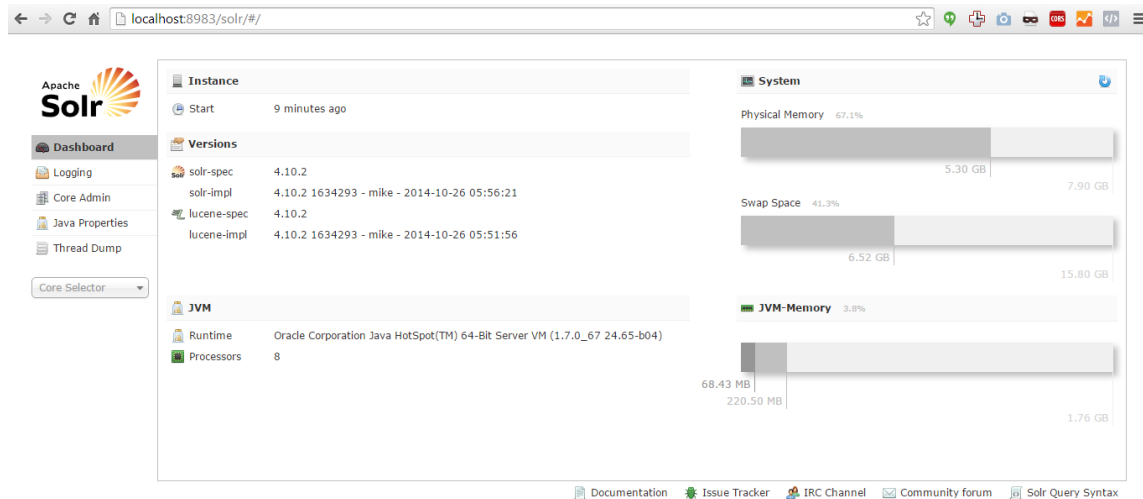 localhost:8983/solr/#/
CORS
Apache
Solr
Dashboard
Logging
Core Admin
Java Properties
Thread Dump
Core Selector
Instance
Start 9 minutes ago
Versions
solr-spec 4.10.2
solr-impl 4.10.2 1634293 - mike - 2014-10-26 05:56:21
lucene-spec 4.10.2
lucene-impl 4.10.2 1634293 - mike - 2014-10-26 05:51:56
JVM
Runtime Oracle Corporation Java HotSpot(TM) 64-Bit Server VM (1.7.0_67 24.65-b04)
Processors 8
System
Physical Memory 67.1%
5.30 GB
7.90 GB
Swap Space 41.3%
6.52 GB
15.80 GB
JVM-Memory 3.8%
68.43 MB
220.50 MB
1.76 GB
Documentation Issue Tracker IRC Channel Community forum Solr Query Syntax